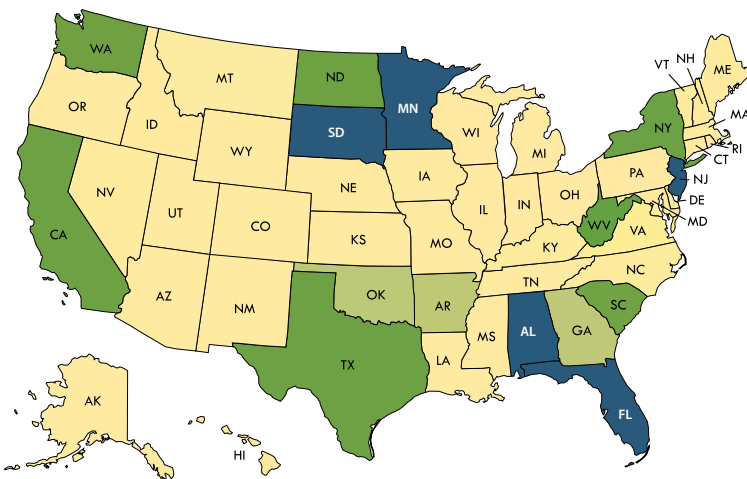 WA
ND
MN
MT
VT
NH
ME
OR
ID
SD
WI
MI
NY
MA
RI
CT
WY
NV
UT
CO
NE
IA
IL
IN
OH
PA
NJ
DE
MD
CA
KS
MO
KY
WV
VA
AZ
NM
OK
AR
TN
NC
SC
TX
LA
MS
AL
GA
FL
AK
HI